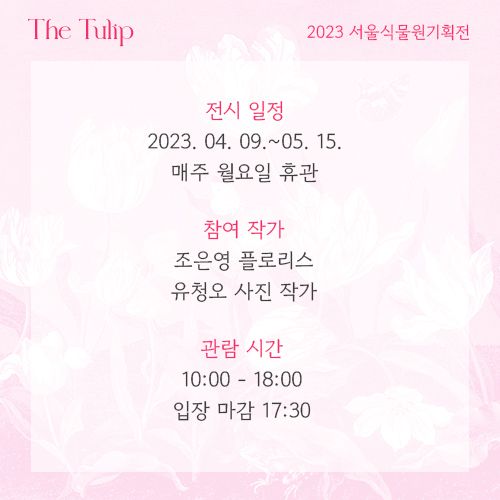 The Tulip
2023 서울식물원기획전
전시 일정
2023. 04. 09.~05. 15.
매주 월요일 휴관
참여 작가
조은영 플로리스
유청오 사진 작가
관람 시간
10:00 - 18:00
입장 마감 17:30